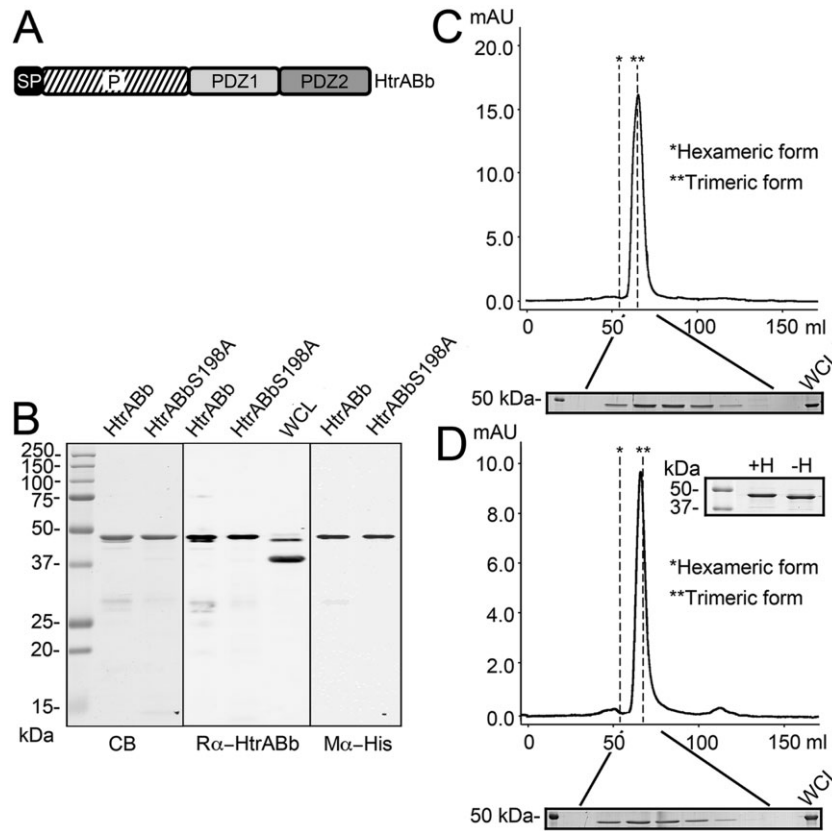 A
SP P PDZ1 PDZ2 HtrABb
B
HtrABb HtrABbS198A HtrABb HtrABbS198A WCL HtrABb HtrABbS198A
250-
150-
100-
75-
50-
37-
25-
20-
15-
kDa
CB Rα-HtrABb Mα-His
C
mAU
20.0
15.0
10.0
5.0
0.0
* **
*Hexameric form
**Trimeric form
0 50 100 150 ml
WCL
50 kDa-
D
mAU
10.0
8.0
6.0
4.0
2.0
0.0
* **
kDa +H -H
50-
37-
*Hexameric form
**Trimeric form
0 50 100 150 ml
WCL
50 kDa-